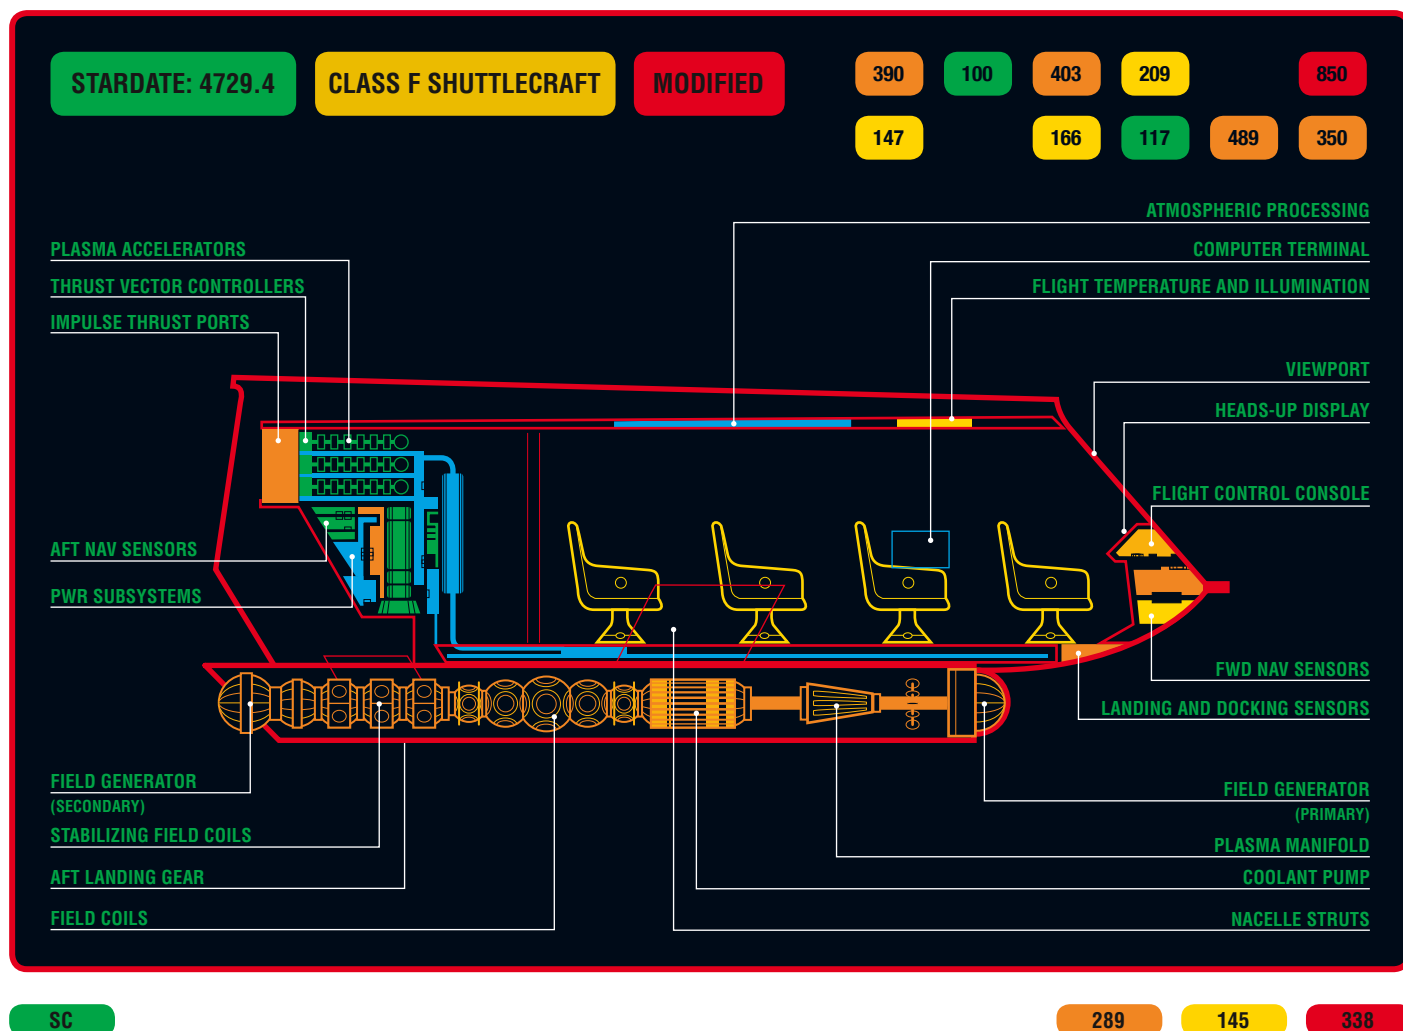 STARDATE: 4729.4 CLASS F SHUTTLECRAFT MODIFIED
390 100 403 209 850
147 166 117 489 350
ATMOSPHERIC PROCESSING
COMPUTER TERMINAL
FLIGHT TEMPERATURE AND ILLUMINATION
VIEWPORT
HEADS-UP DISPLAY
FLIGHT CONTROL CONSOLE
FWD NAV SENSORS
LANDING AND DOCKING SENSORS
FIELD GENERATOR
(PRIMARY)
PLASMA MANIFOLD
COOLANT PUMP
NACELLE STRUTS
PLASMA ACCELERATORS
THRUST VECTOR CONTROLLERS
IMPULSE THRUST PORTS
AFT NAV SENSORS
PWR SUBSYSTEMS
FIELD GENERATOR
(SECONDARY)
STABILIZING FIELD COILS
AFT LANDING GEAR
FIELD COILS
SC 289 145 338